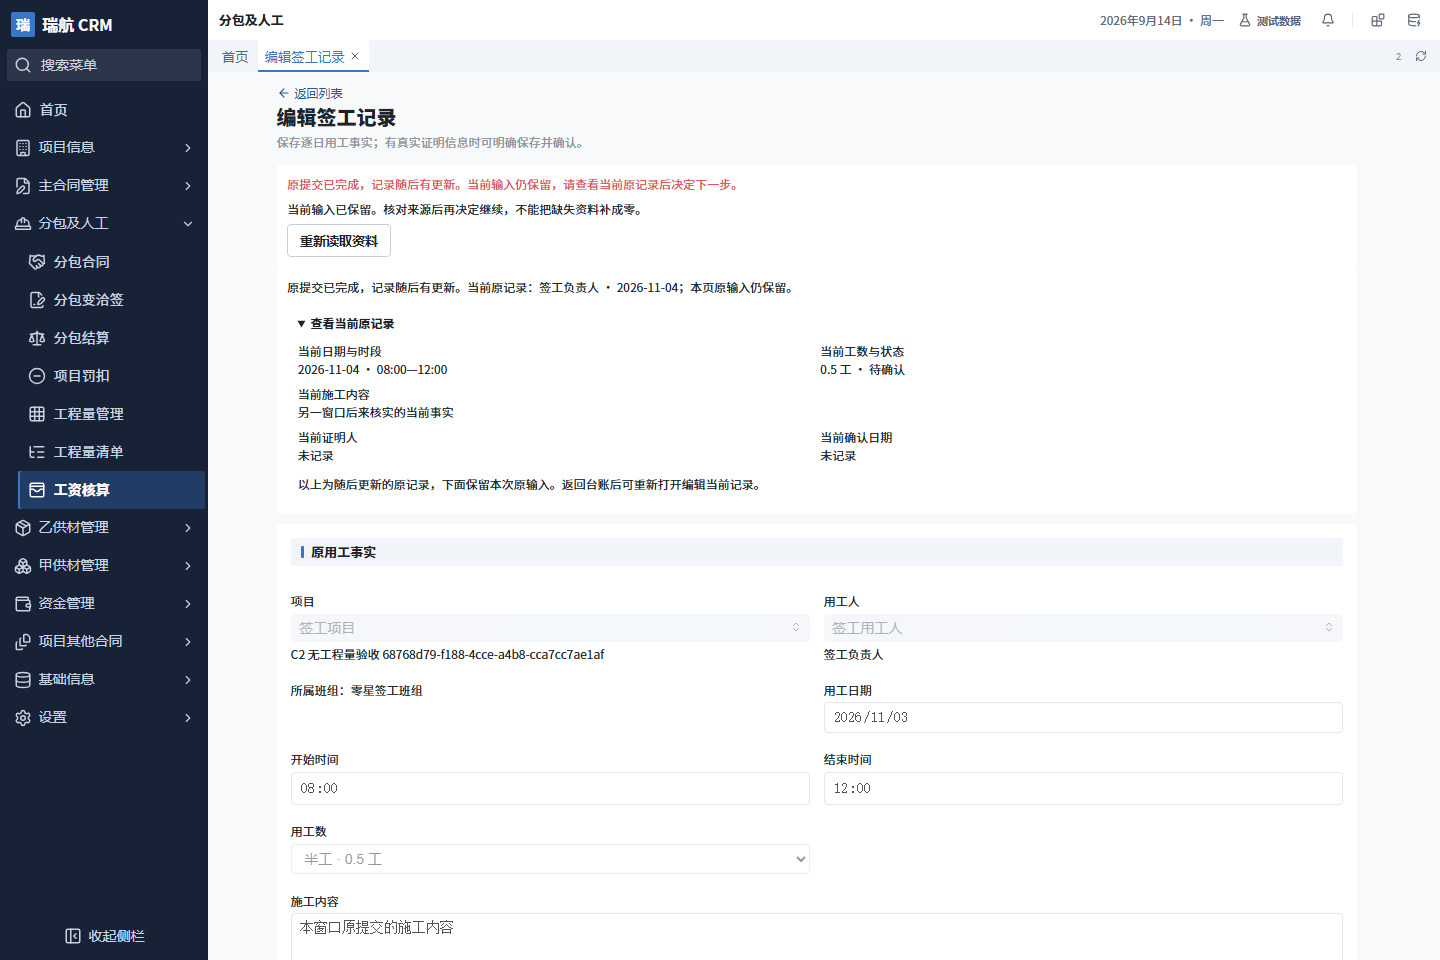 瑞 瑞航 CRM
搜索菜单
首页
项目信息
主合同管理
分包及人工
分包合同
分包变洽签
分包结算
项目罚扣
工程量管理
工程量清单
工资核算
乙供材管理
甲供材管理
资金管理
项目其他合同
基础信息
设置
收起侧栏
分包及人工
2026年9月14日 · 周一 测试数据
首页 编辑签工记录
2
返回列表
编辑签工记录
保存逐日用工事实；有真实证明信息时可明确保存并确认。
原提交已完成，记录随后有更新。当前输入仍保留，请查看当前原记录后决定下一步。
当前输入已保留。核对来源后再决定继续，不能把缺失资料补成零。
重新读取资料
原提交已完成，记录随后有更新。当前原记录：签工负责人 · 2026-11-04；本页原输入仍保留。
查看当前原记录
当前日期与时段 当前工数与状态
2026-11-04 · 08:00—12:00 0.5 工 · 待确认
当前施工内容
另一窗口后来核实的当前事实
当前证明人 当前确认日期
未记录 未记录
以上为随后更新的原记录，下面保留本次原输入。返回台账后可重新打开编辑当前记录。
原用工事实
项目 用工人
签工项目 签工用工人
C2 无工程量验收 68768d79-f188-4cce-a4b8-cca7cc7ae1af 签工负责人
所属班组：零星签工班组 用工日期
2026/11/03
开始时间 结束时间
08:00 12:00
用工数
半工 · 0.5 工
施工内容
本窗口原提交的施工内容